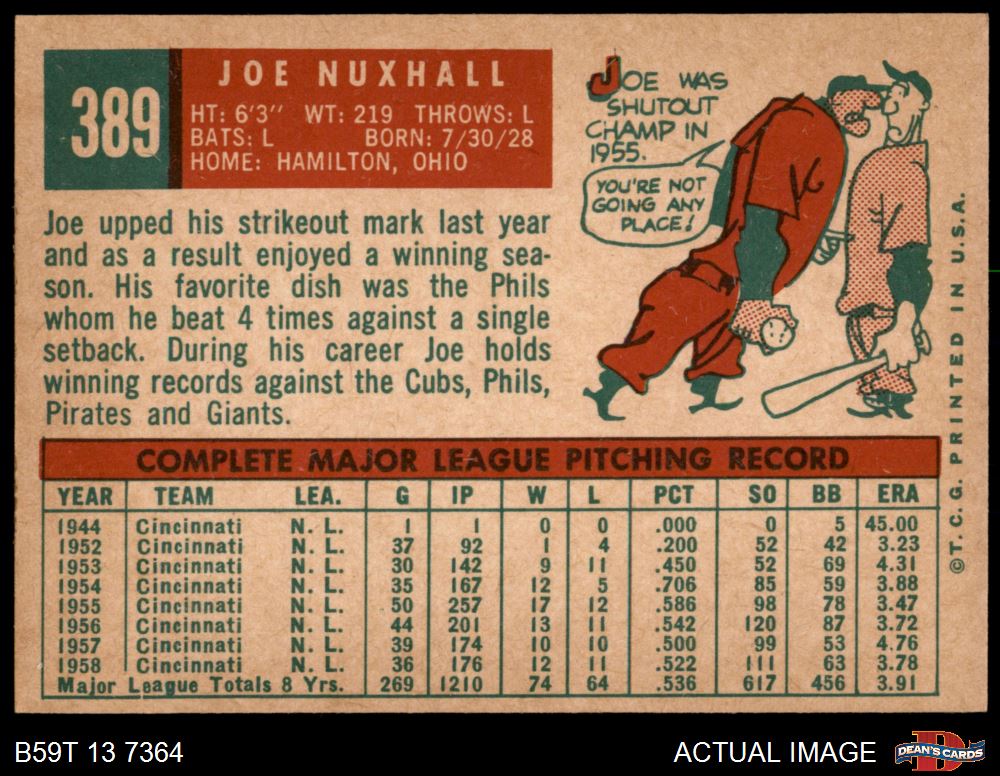 389
JOE NUXHALL
HT: 6'3" WT: 219 THROWS: L
BATS: L BORN: 7/30/28
HOME: HAMILTON, OHIO
Joe upped his strikeout mark last year
and as a result enjoyed a winning sea-
son. His favorite dish was the Phils
whom he beat 4 times against a single
setback. During his career Joe holds
winning records against the Cubs, Phils,
Pirates and Giants.
JOE WAS
SHUTOUT
CHAMP IN
1955.
YOU'RE NOT
GOING ANY
PLACE!
COMPLETE MAJOR LEAGUE PITCHING RECORD
YEAR TEAM LEA. G IP W L PCT SO BB ERA
1944 Cincinnati N. L. 1 1 0 0 .000 0 5 45.00
1952 Cincinnati N. L. 37 92 1 4 .200 52 42 3.23
1953 Cincinnati N. L. 30 142 9 11 .450 52 69 4.31
1954 Cincinnati N. L. 35 167 12 5 .706 85 59 3.88
1955 Cincinnati N. L. 50 257 17 12 .586 98 78 3.47
1956 Cincinnati N. L. 44 201 13 11 .542 120 87 3.72
1957 Cincinnati N. L. 39 174 10 10 .500 99 53 4.76
1958 Cincinnati N. L. 36 176 12 11 .522 111 63 3.78
Major League Totals 8 Yrs. 269 1210 74 64 .536 617 456 3.91
©T.C.G. PRINTED IN U.S.A.
B59T 13 7364
ACTUAL IMAGE
D
DEAN'S CARDS